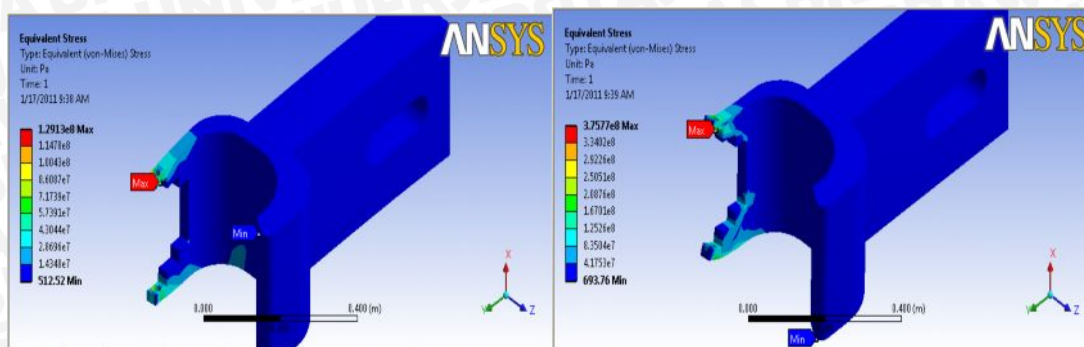 Equivalent Stress
Type: Equivalent (von-Mises) Stress
Unit: Pa
Time: 1
1/17/2011 9:38 AM
ANSYS
1.2913e8 Max
1.1478e8
1.0043e8
8.6087e7
7.1739e7
5.7391e7
4.3044e7
2.8696e7
1.4348e7
512.52 Min
Max
Min
0.000
0.400 (m)
X
Y
Z
Equivalent Stress
Type: Equivalent (von-Mises) Stress
Unit: Pa
Time: 1
1/17/2011 9:39 AM
ANSYS
3.7577e8 Max
3.3402e8
2.9226e8
2.5051e8
2.0876e8
1.6701e8
1.2526e8
8.3504e7
4.1753e7
693.76 Min
Max
Min
0.000
0.400 (m)
X
Y
Z